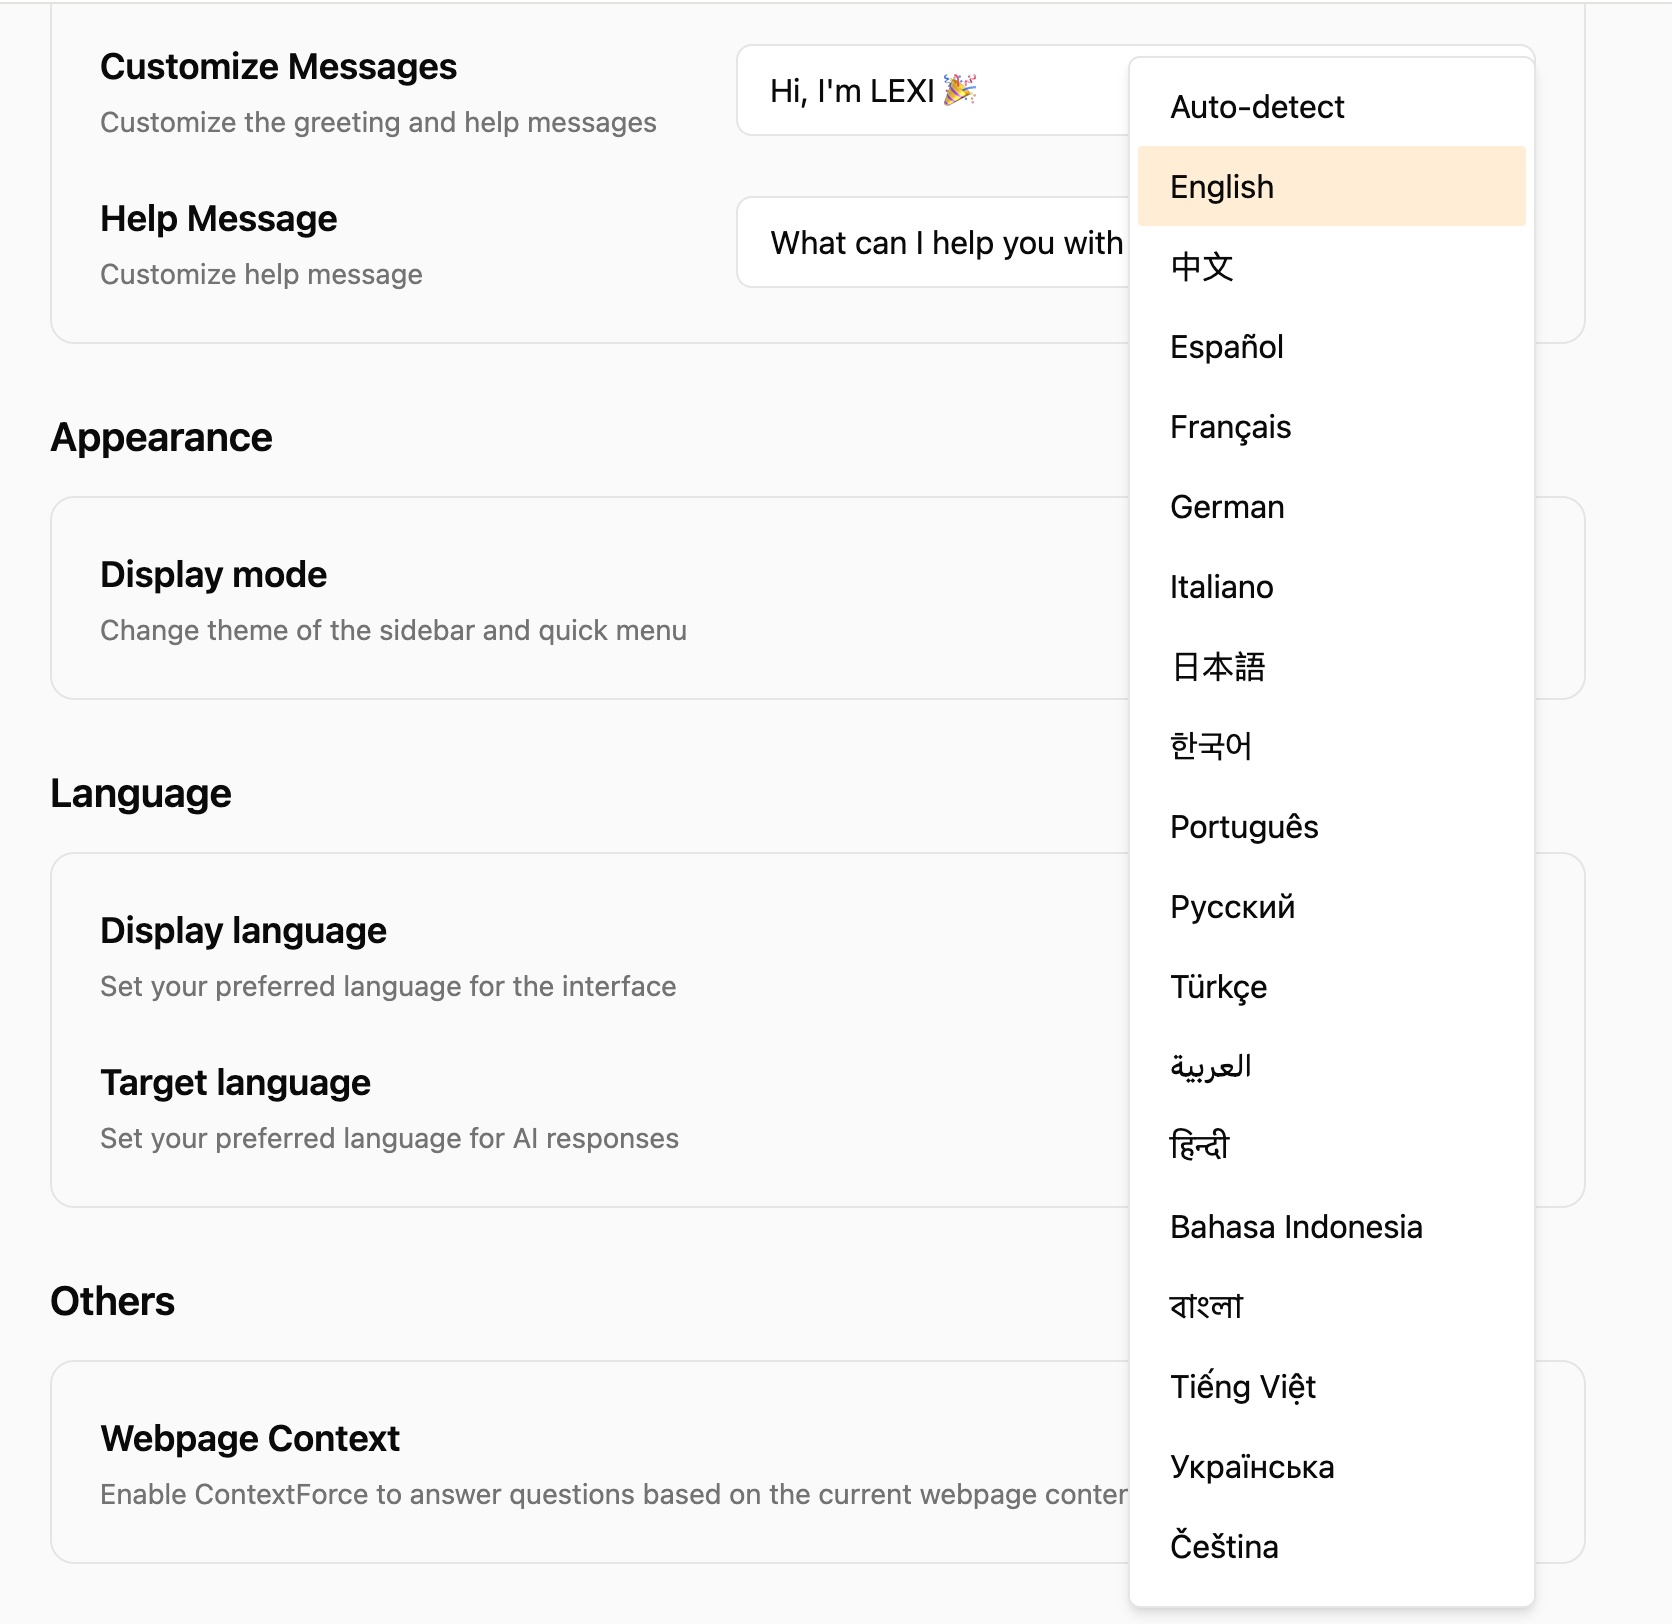 Customize Messages
Customize the greeting and help messages
Hi, I'm LEXI 🎉
Help Message
Customize help message
What can I help you with
Appearance
Display mode
Change theme of the sidebar and quick menu
Language
Display language
Set your preferred language for the interface
Target language
Set your preferred language for AI responses
Others
Webpage Context
Enable ContextForce to answer questions based on the current webpage
Auto-detect
English
中文
Español
Français
German
Italiano
日本語
한국어
Português
Русский
Türkçe
العربية
हिन्दी
Bahasa Indonesia
বাংলা
Tiếng Việt
Українська
Čeština